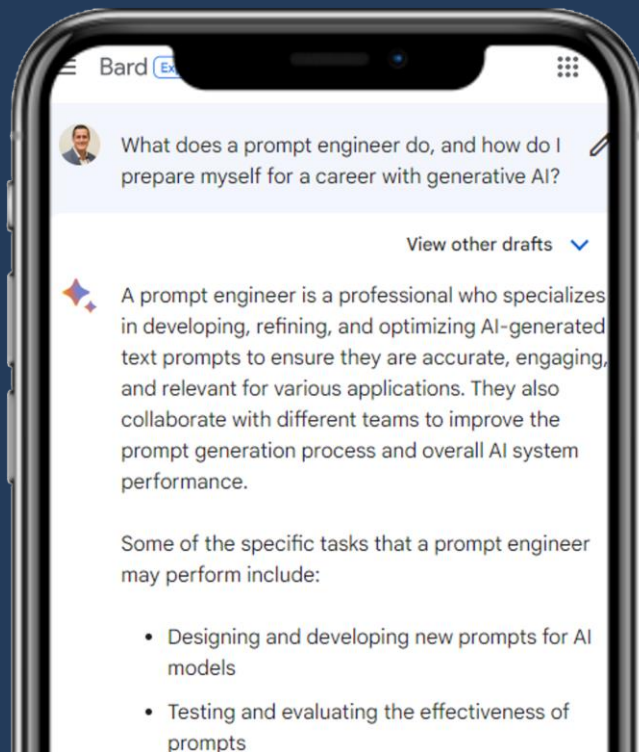 Bard
What does a prompt engineer do, and how do I
prepare myself for a career with generative AI?
View other drafts
A prompt engineer is a professional who specializes
in developing, refining, and optimizing AI-generated
text prompts to ensure they are accurate, engaging,
and relevant for various applications. They also
collaborate with different teams to improve the
prompt generation process and overall AI system
performance.
Some of the specific tasks that a prompt engineer
may perform include:
• Designing and developing new prompts for AI
models
• Testing and evaluating the effectiveness of
prompts